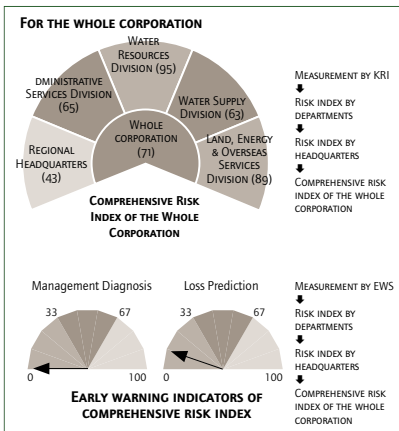 FOR THE WHOLE CORPORATION
WATER
RESOURCES
DIVISION (95)
DMINISTRATIVE
SERVICES DIVISION
(65)
WATER SUPPLY
DIVISION (63)
REGIONAL
HEADQUARTERS
(43)
WHOLE
CORPORATION
(71)
LAND, ENERGY
& OVERSEAS
SERVICES
DIVISION (89)
COMPREHENSIVE RISK
INDEX OF THE WHOLE
CORPORATION
MEASUREMENT BY KRI
RISK INDEX BY
DEPARTMENTS
RISK INDEX BY
HEADQUARTERS
COMPREHENSIVE RISK
INDEX OF THE WHOLE
CORPORATION
Management Diagnosis
33
67
0
100
Loss Prediction
33
67
0
100
EARLY WARNING INDICATORS OF
COMPREHENSIVE RISK INDEX
MEASUREMENT BY EWS
RISK INDEX BY
DEPARTMENTS
RISK INDEX BY
HEADQUARTERS
COMPREHENSIVE RISK
INDEX OF THE WHOLE
CORPORATION